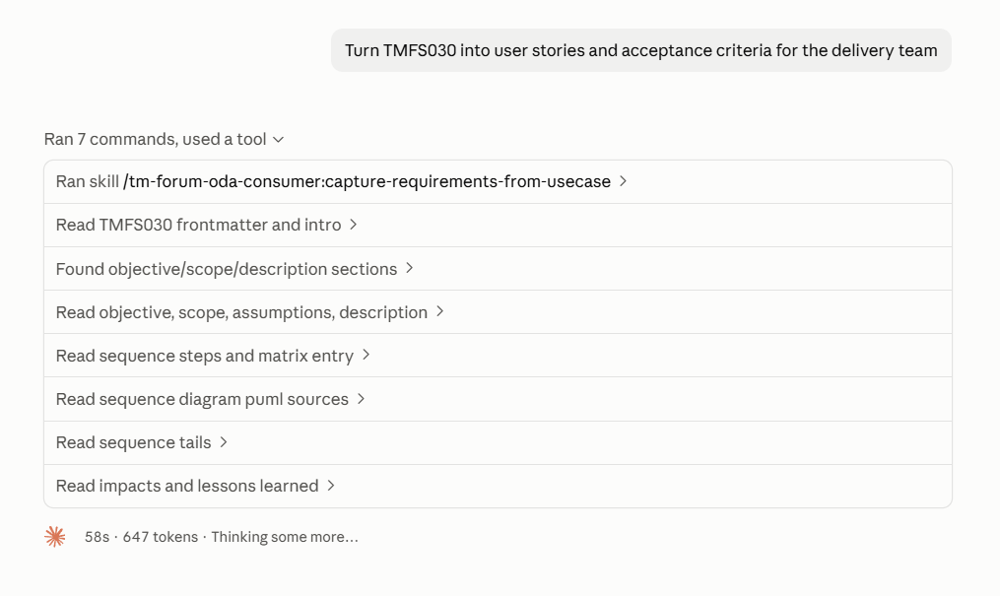 Turn TMFS030 into user stories and acceptance criteria for the delivery team
Ran 7 commands, used a tool
Ran skill /tm-forum-oda-consumer:capture-requirements-from-usecase
Read TMFS030 frontmatter and intro
Found objective/scope/description sections
Read objective, scope, assumptions, description
Read sequence steps and matrix entry
Read sequence diagram puml sources
Read sequence tails
Read impacts and lessons learned
58s · 647 tokens · Thinking some more…